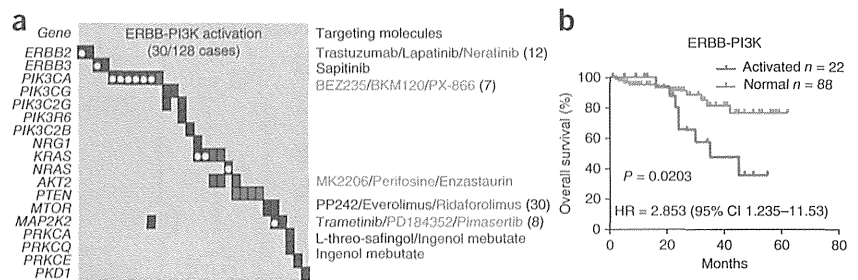 a
Gene
ERBB-PI3K activation
(30/128 cases)
Targeting molecules
ERBB2
Trastuzumab/Lapatinib/Neratinib (12)
ERBB3
Sapitinib
PIK3CA
BEZ235/BKM120/PX-866 (7)
PIK3CG
PIK3C2G
PIK3R6
PIK3C2B
NRG1
KRAS
NRAS
AKT2
MK2206/Perifosine/Enzastaurin
PTEN
MTOR
PP242/Everolimus/Ridaforolimus (30)
MAP2K2
Trametinib/PD184352/Pimasertib (8)
PRKCA
L-threo-safingol/Ingenol mebutate
PRKCQ
Ingenol mebutate
PRKCE
PKD1
b
ERBB-PI3K
Activated n = 22
Normal n = 88
Overall survival (%)
100
80
60
40
20
0
P = 0.0203
HR = 2.853 (95% CI 1.235–11.53)
0 20 40 60 80
Months